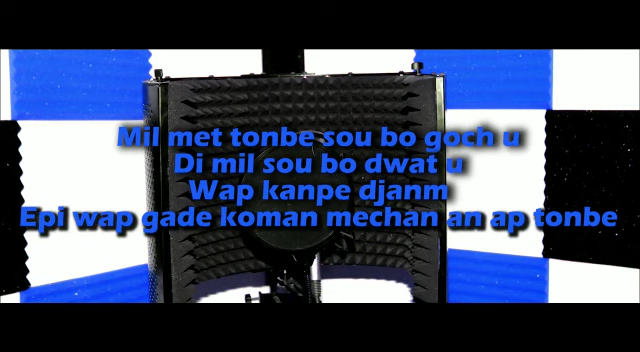 Mil met tonbe sou bo goch u
Di mil sou bo dwat u
Wap kanpe djanm
Epi wap gade koman mechan an ap tonbe